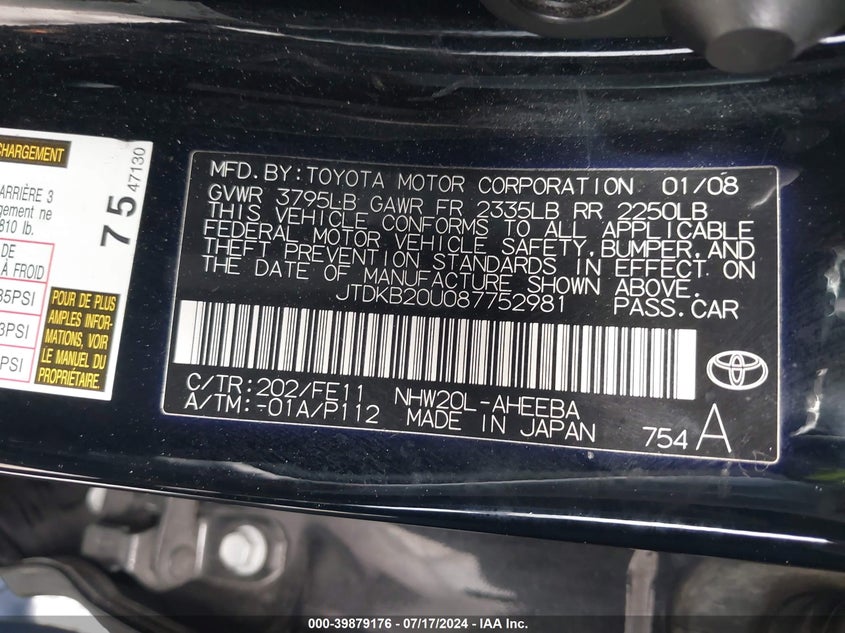 CHARGEMENT
ARRIÈRE 3
gement ne
810 lb.
DE
À FROID
35PSI
3PSI
PSI
75
47130
POUR DE PLUS
AMPLES INFOR-
MATIONS, VOIR
LE MANUEL DU
PROPRIÉTAIRE.
MFD.BY:TOYOTA MOTOR CORPORATION 01/08
GVWR 3795LB GAWR FR 2335LB RR 2250LB
THIS VEHICLE CONFORMS TO ALL APPLICABLE
FEDERAL MOTOR VEHICLE SAFETY,BUMPER,AND
THEFT PREVENTION STANDARDS IN EFFECT ON
THE DATE OF MANUFACTURE SHOWN ABOVE.
JTDKB20U087752981 PASS.CAR
C/TR:202/FE11 NHW20L-AHEEBA
A/TM:-01A/P112 MADE IN JAPAN 754 A
000-39879176 - 07/17/2024 - IAA Inc.